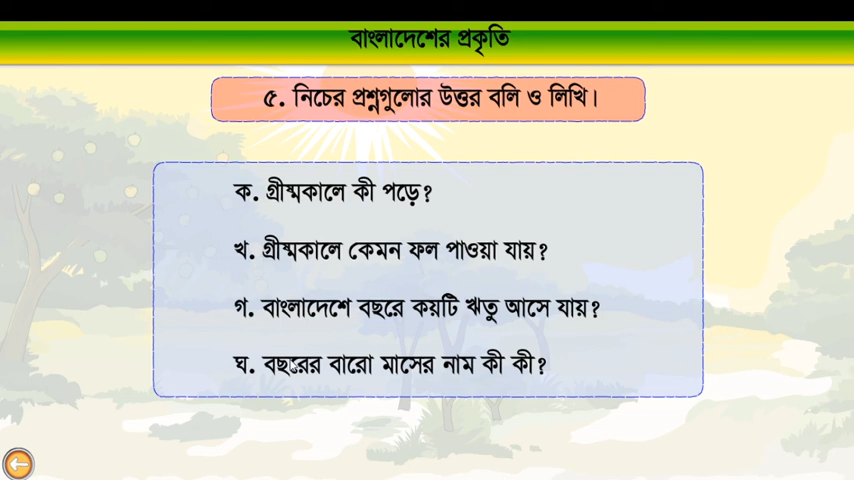 বাংলাদেশের প্রকৃতি
৫. নিচের প্রশ্নগুলোর উত্তর বলি ও লিখি।
ক. গ্রীষ্মকালে কী পড়ে?
খ. গ্রীষ্মকালে কেমন ফল পাওয়া যায়?
গ. বাংলাদেশে বছরে কয়টি ঋতু আসে যায়?
ঘ. বছরের বারো মাসের নাম কী কী?